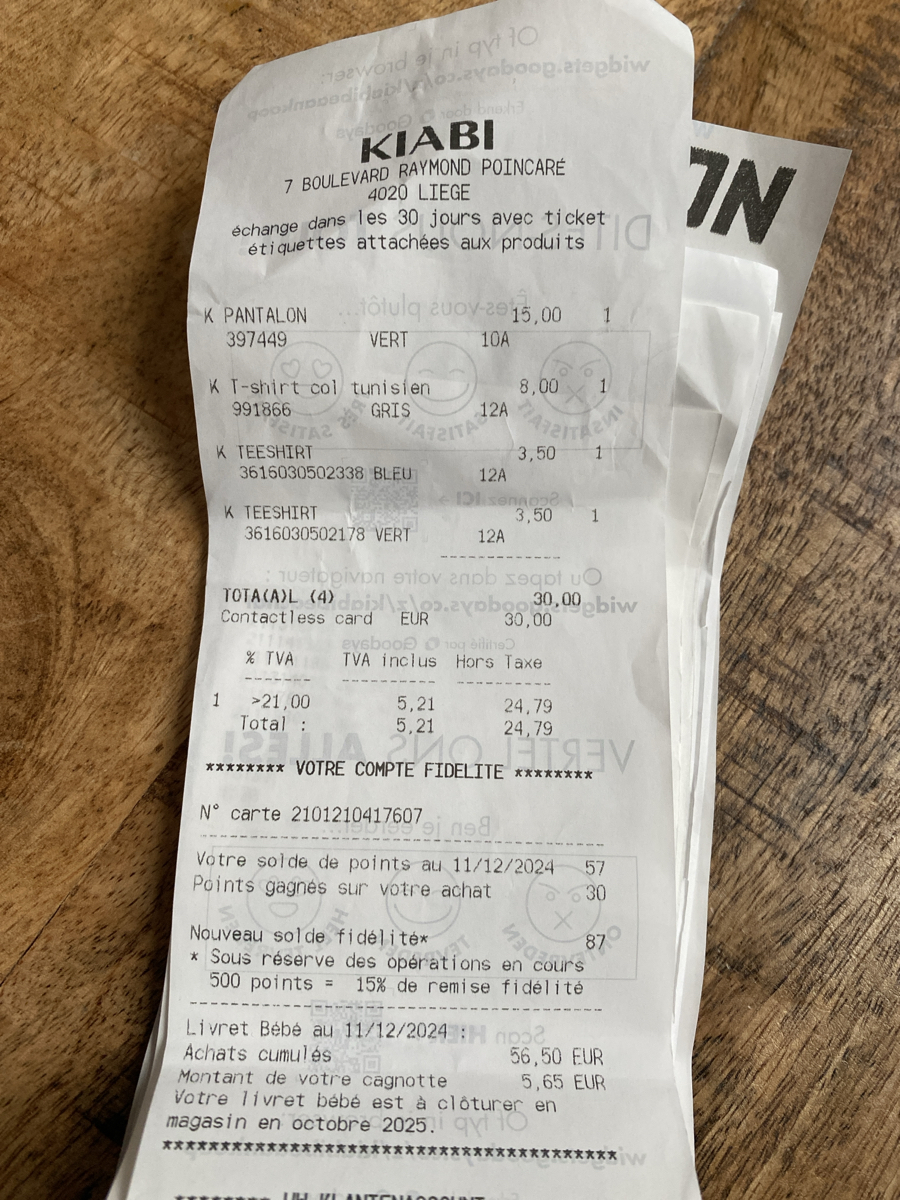 KIABI
7 BOULEVARD RAYMOND POINCARÉ
4020 LIEGE
échange dans les 30 jours avec ticket
étiquettes attachées aux produits
K PANTALON 15,00 1
397449 VERT 10A
K T-shirt col tunisien 8,00 1
991866 GRIS 12A
K TEESHIRT 3,50 1
3616030502338 BLEU 12A
K TEESHIRT 3,50 1
3616030502178 VERT 12A
TOTA(A)L (4) 30,00
Contactless card EUR 30,00
% TVA TVA inclus Hors Taxe
1 >21,00 5,21 24,79
Total : 5,21 24,79
******** VOTRE COMPTE FIDELITE ********
N° carte 2101210417607
Votre solde de points au 11/12/2024 57
Points gagnés sur votre achat 30
Nouveau solde fidélité* 87
* Sous réserve des opérations en cours
500 points = 15% de remise fidélité
Livret Bébé au 11/12/2024 :
Achats cumulés 56,50 EUR
Montant de votre cagnotte 5,65 EUR
Votre livret bébé est à clôturer en
magasin en octobre 2025.